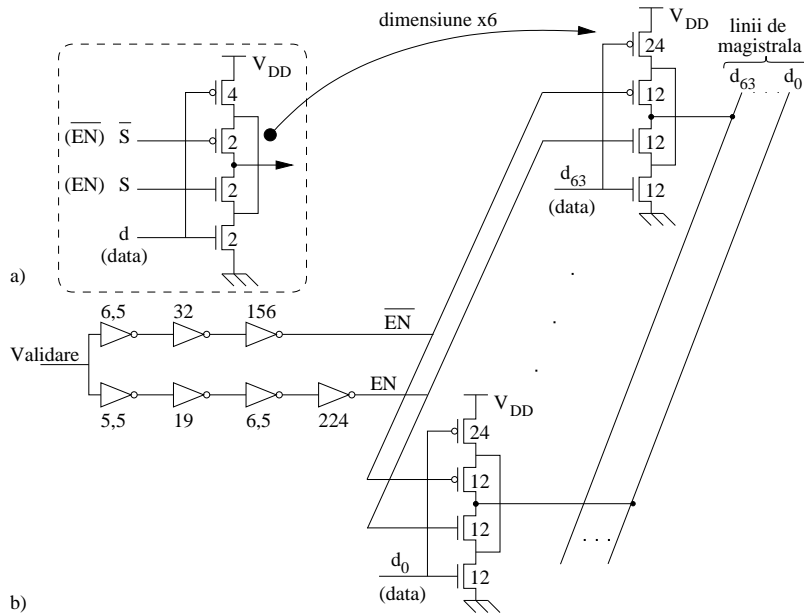 dimensiune x6
V_DD
4
(EN̅) S̅
2
(EN) S
2
d
(data)
2
a)
V_DD
24
12
12
d_63
(data)
12
linii de
magistrala
d_63 . . . d_0
6,5 32 156
E̅N̅
Validare
EN
5,5 19 6,5 224
V_DD
24
12
12
. . .
d_0
(data)
12
b)